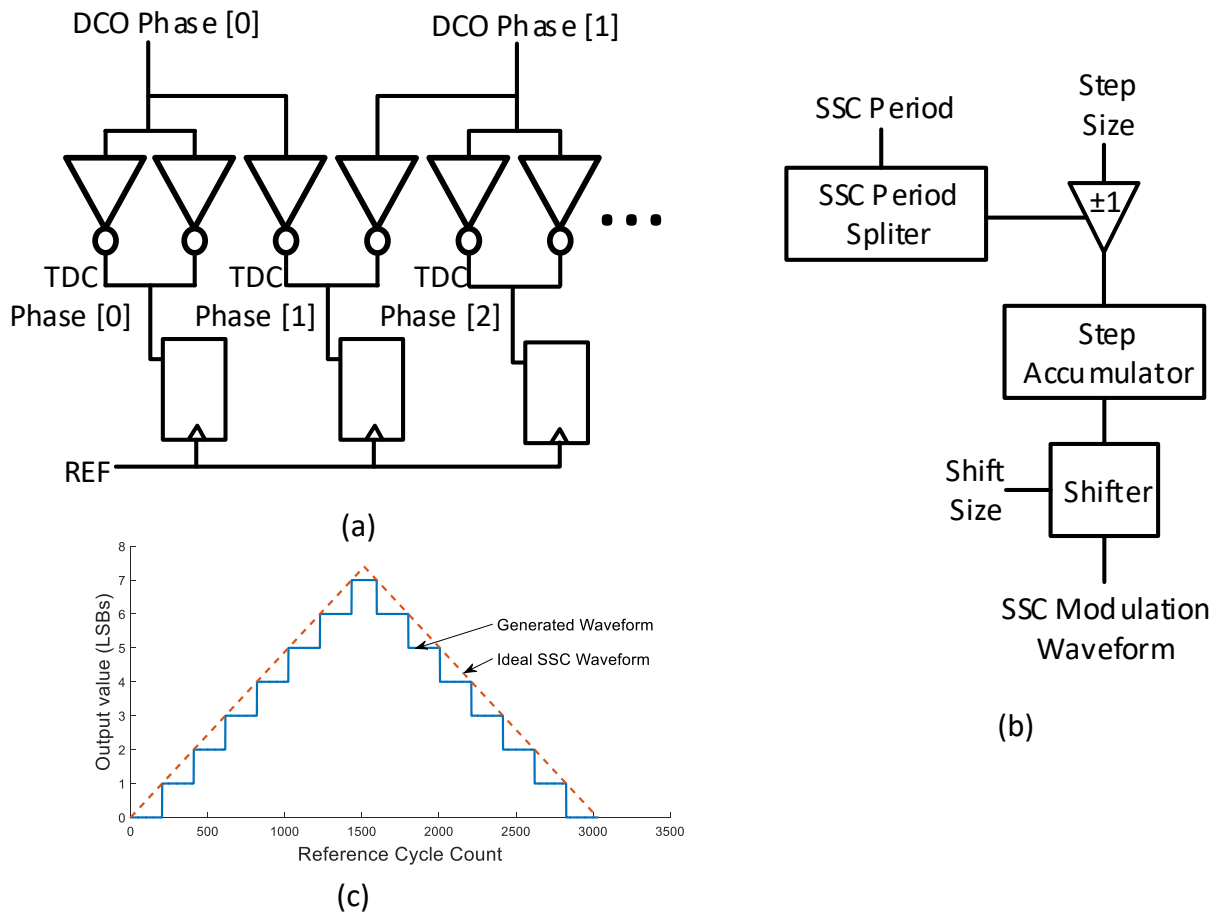 DCO Phase [0]
DCO Phase [1]
TDC
Phase [0]
TDC
Phase [1]
TDC
Phase [2]
...
REF
(a)
SSC Period
Step
Size
SSC Period
Spliter
±1
Step
Accumulator
Shift
Size
Shifter
SSC Modulation
Waveform
(b)
8
7
6
5
4
3
2
1
0
Output value (LSBs)
Generated Waveform
Ideal SSC Waveform
0 500 1000 1500 2000 2500 3000 3500
Reference Cycle Count
(c)